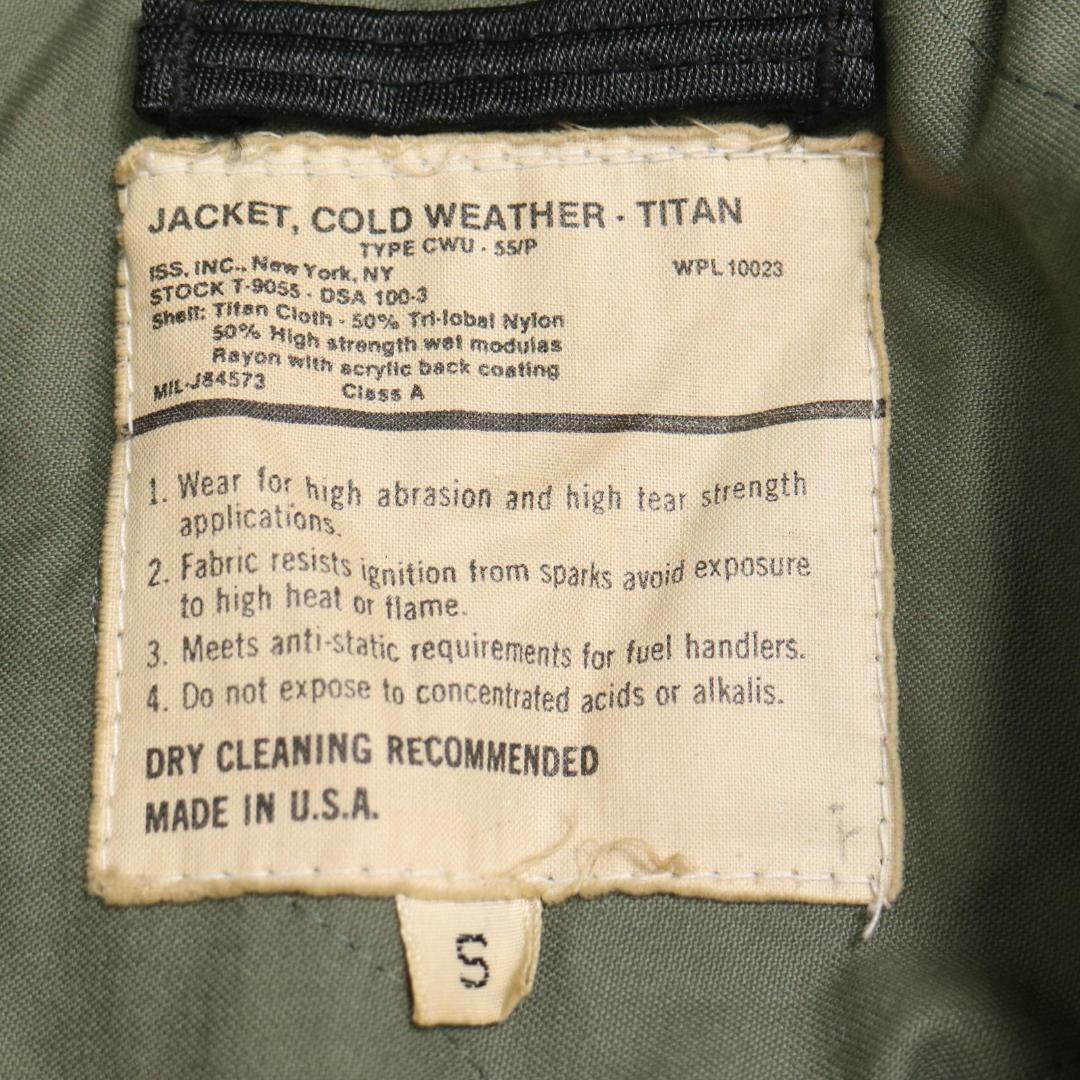 JACKET, COLD WEATHER - TITAN
TYPE CWU - 55/P
ISS, INC., New York, NY WPL 10023
STOCK T-9055 - DSA 100-3
Shell: Titan Cloth - 50% Tri-lobal Nylon
50% High strength wet modulas
Rayon with acrylic back coating
MIL-J84573 Class A
1. Wear for high abrasion and high tear strength
applications.
2. Fabric resists ignition from sparks avoid exposure
to high heat or flame.
3. Meets anti-static requirements for fuel handlers.
4. Do not expose to concentrated acids or alkalis.
DRY CLEANING RECOMMENDED
MADE IN U.S.A.
S